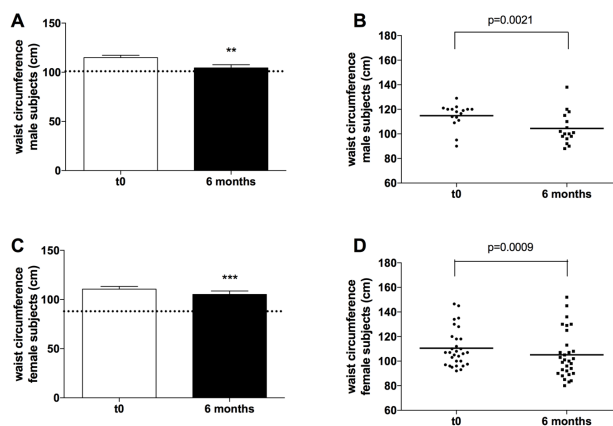 A
waist circumference
male subjects (cm)
150
100
50
0
**
t0
6 months
B
p=0.0021
waist circumference
male subjects (cm)
180
160
140
120
100
80
60
t0
6 months
C
waist circumference
female subjects (cm)
150
100
50
0
***
t0
6 months
D
p=0.0009
waist circumference
female subjects (cm)
180
160
140
120
100
80
60
t0
6 months